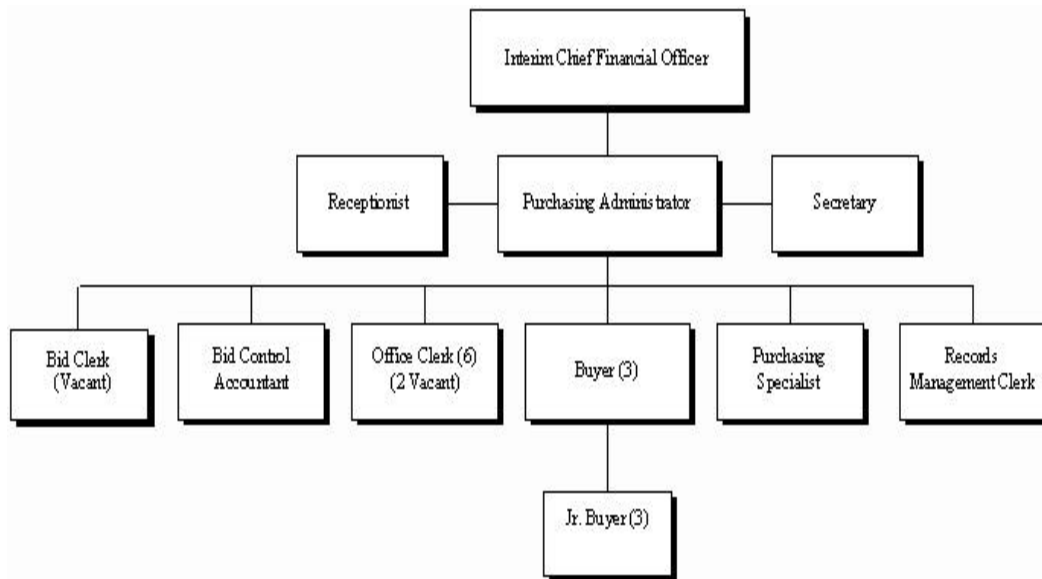 Interim Chief Financial Officer
Receptionist
Purchasing Administrator
Secretary
Bid Clerk
(Vacant)
Bid Control
Accountant
Office Clerk (6)
(2 Vacant)
Buyer (3)
Purchasing
Specialist
Records
Management Clerk
Jr. Buyer (3)